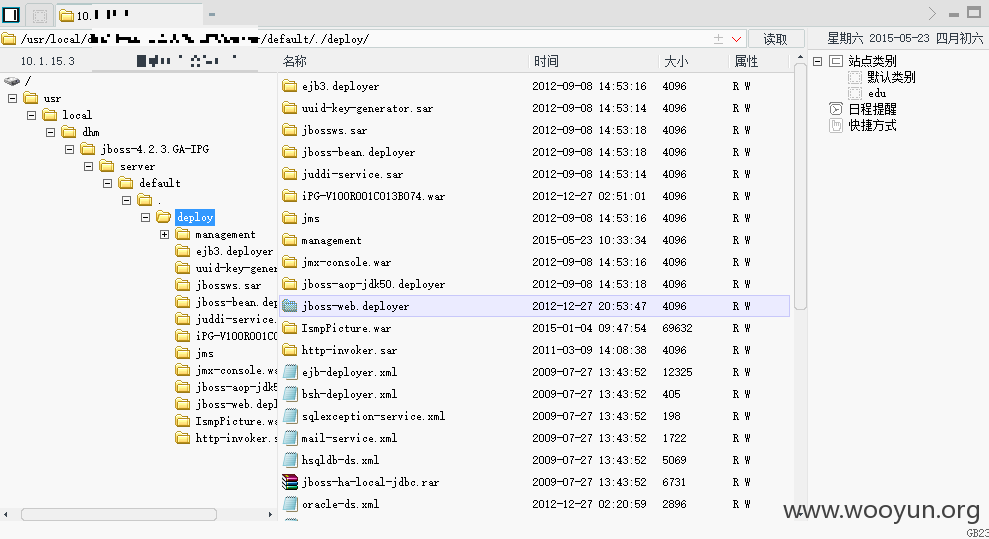 10.
/usr/local/d /default/./deploy/
读取
星期六 2015-05-23 四月初六
10.1.15.3
名称 时间 大小 属性
/
usr
local
dhm
jboss-4.2.3.GA-IPG
server
default
.
deploy
management
ejb3.deployer
uuid-key-gener
jbossws.sar
jboss-bean.dep
juddi-service.
iPG-V100R001C0
jms
jmx-console.wa
jboss-aop-jdk5
jboss-web.depl
IsmpPicture.wa
http-invoker.s
ejb3.deployer 2012-09-08 14:53:16 4096 R W
uuid-key-generator.sar 2012-09-08 14:53:18 4096 R W
jbossws.sar 2012-09-08 14:53:18 4096 R W
jboss-bean.deployer 2012-09-08 14:53:18 4096 R W
juddi-service.sar 2012-09-08 14:53:18 4096 R W
iPG-V100R001C013B074.war 2012-12-27 02:51:01 4096 R W
jms 2012-09-08 14:53:16 4096 R W
management 2015-05-23 10:33:34 4096 R W
jmx-console.war 2012-09-08 14:53:16 4096 R W
jboss-aop-jdk50.deployer 2012-09-08 14:53:18 4096 R W
jboss-web.deployer 2012-12-27 20:53:47 4096 R W
IsmpPicture.war 2015-01-04 09:47:54 69632 R W
http-invoker.sar 2011-03-09 14:08:38 4096 R W
ejb-deployer.xml 2009-07-27 13:43:52 12325 R W
bsh-deployer.xml 2009-07-27 13:43:52 405 R W
sqlexception-service.xml 2009-07-27 13:43:52 198 R W
mail-service.xml 2009-07-27 13:43:52 1722 R W
hsqldb-ds.xml 2009-07-27 13:43:52 5069 R W
jboss-ha-local-jdbc.rar 2009-07-27 13:43:52 6731 R W
oracle-ds.xml 2012-12-27 02:20:59 2896 R W
站点类别
默认类别
edu
日程提醒
快捷方式
www.wooyun.org
GB23